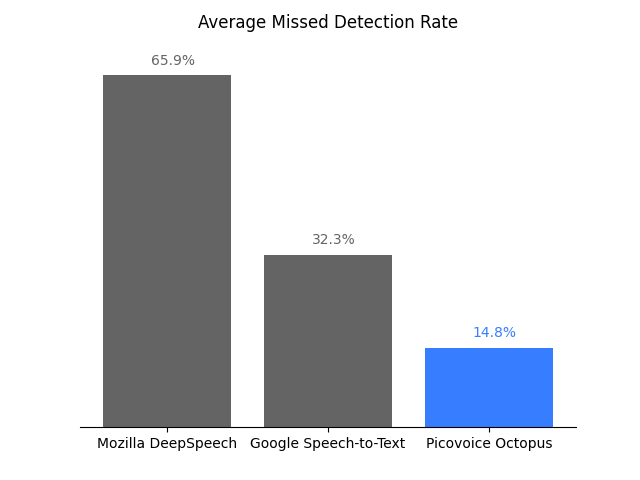 Average Missed Detection Rate
65.9%
32.3%
14.8%
Mozilla DeepSpeech Google Speech-to-Text Picovoice Octopus